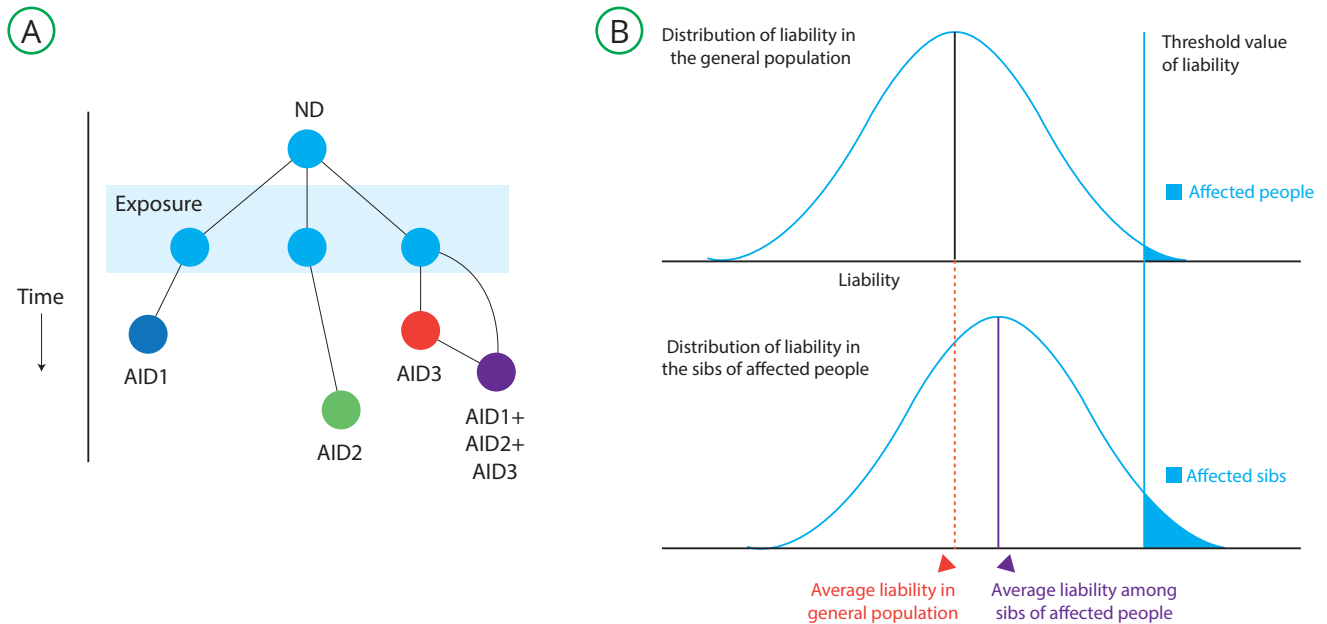 A
ND
Exposure
Time
AID1
AID2
AID3
AID1+
AID2+
AID3
B
Distribution of liability in
the general population
Threshold value
of liability
Affected people
Liability
Distribution of liability in
the sibs of affected people
Affected sibs
Average liability in
general population
Average liability among
sibs of affected people